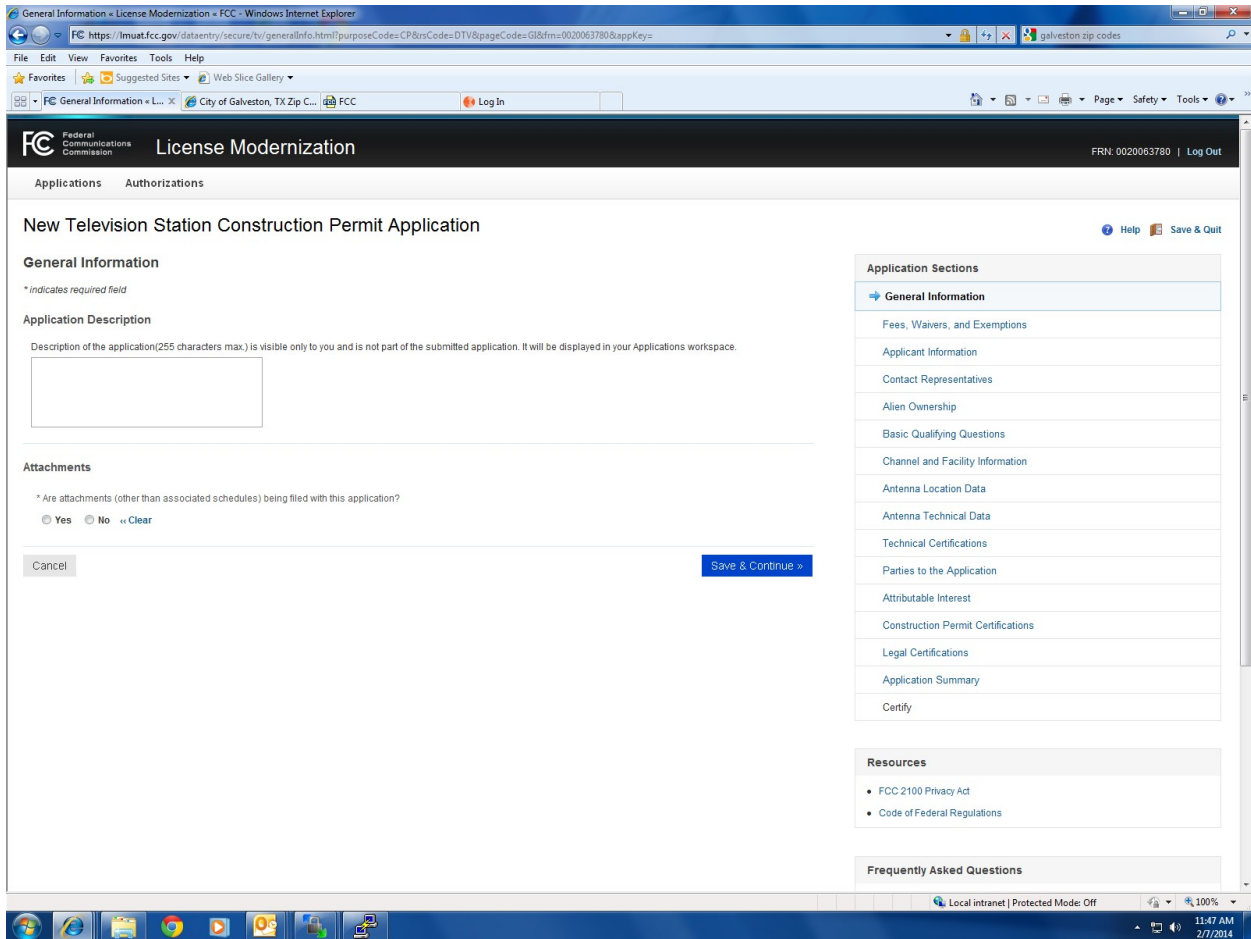 General Information « License Modernization « FCC - Windows Internet Explorer
FC https://lmuat.fcc.gov/dataentry/secure/tv/generalInfo.html?purposeCode=CP&rsCode=DTV&pageCode=GI&frn=0020063780&appKey=
galveston zip codes
File Edit View Favorites Tools Help
Favorites Suggested Sites Web Slice Gallery
FC General Information « L... X City of Galveston, TX Zip C... FCC Log In
Page Safety Tools
FC Federal Communications Commission License Modernization
FRN: 0020063780 | Log Out
Applications Authorizations
New Television Station Construction Permit Application
Help Save & Quit
General Information
* indicates required field
Application Description
Description of the application(255 characters max.) is visible only to you and is not part of the submitted application. It will be displayed in your Applications workspace.
Attachments
* Are attachments (other than associated schedules) being filed with this application?
Yes No « Clear
Cancel Save & Continue »
Application Sections
General Information
Fees, Waivers, and Exemptions
Applicant Information
Contact Representatives
Alien Ownership
Basic Qualifying Questions
Channel and Facility Information
Antenna Location Data
Antenna Technical Data
Technical Certifications
Parties to the Application
Attributable Interest
Construction Permit Certifications
Legal Certifications
Application Summary
Certify
Resources
• FCC 2100 Privacy Act
• Code of Federal Regulations
Frequently Asked Questions
Local intranet | Protected Mode: Off
100%
11:47 AM
2/7/2014